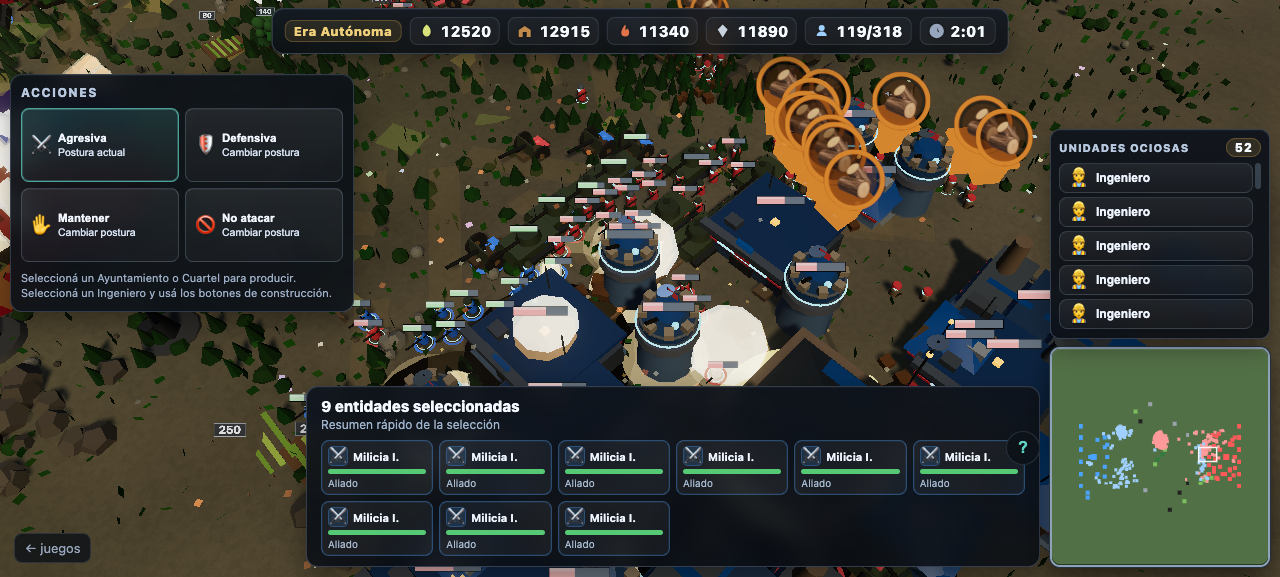 80
140
Era Autónoma
12520
12915
11340
11890
119/318
2:01
ACCIONES
Agresiva
Postura actual
Defensiva
Cambiar postura
Mantener
Cambiar postura
No atacar
Cambiar postura
Seleccioná un Ayuntamiento o Cuartel para producir.
Seleccioná un Ingeniero y usá los botones de construcción.
UNIDADES OCIOSAS
52
Ingeniero
Ingeniero
Ingeniero
Ingeniero
Ingeniero
250
9 entidades seleccionadas
Resumen rápido de la selección
?
Milicia I.
Aliado
Milicia I.
Aliado
Milicia I.
Aliado
Milicia I.
Aliado
Milicia I.
Aliado
Milicia I.
Aliado
Milicia I.
Aliado
Milicia I.
Aliado
Milicia I.
Aliado
← juegos